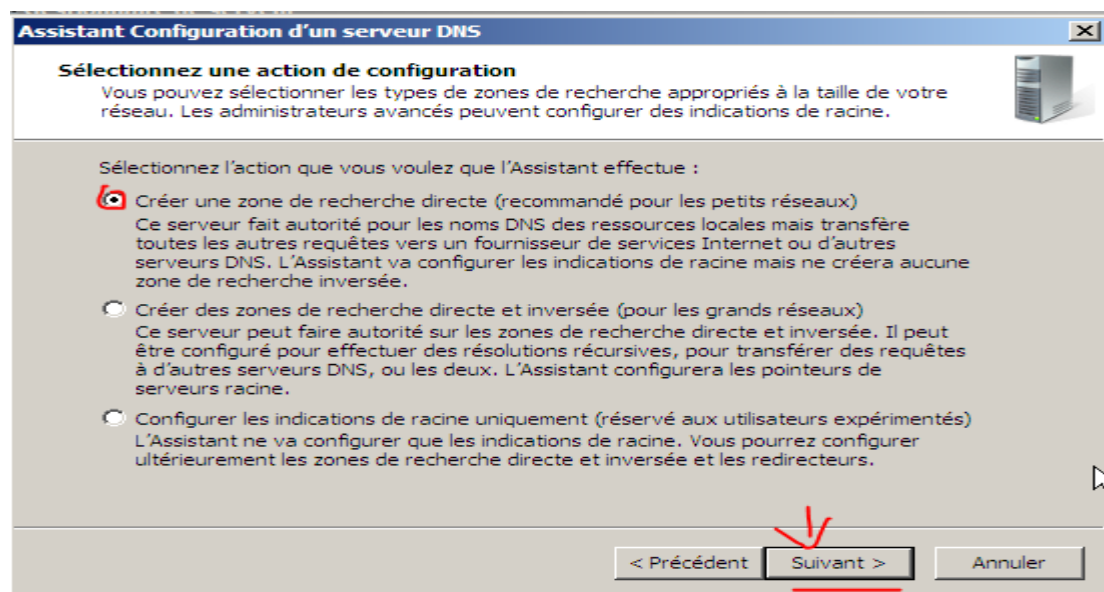 Assistant Configuration d'un serveur DNS
Sélectionnez une action de configuration
Vous pouvez sélectionner les types de zones de recherche appropriés à la taille de votre
réseau. Les administrateurs avancés peuvent configurer des indications de racine.
Sélectionnez l'action que vous voulez que l'Assistant effectue :
Créer une zone de recherche directe (recommandé pour les petits réseaux)
Ce serveur fait autorité pour les noms DNS des ressources locales mais transfère
toutes les autres requêtes vers un fournisseur de services Internet ou d'autres
serveurs DNS. L'Assistant va configurer les indications de racine mais ne créera aucune
zone de recherche inversée.
Créer des zones de recherche directe et inversée (pour les grands réseaux)
Ce serveur peut faire autorité sur les zones de recherche directe et inversée. Il peut
être configuré pour effectuer des résolutions récursives, pour transférer des requêtes
à d'autres serveurs DNS, ou les deux. L'Assistant configurera les pointeurs de
serveurs racine.
Configurer les indications de racine uniquement (réservé aux utilisateurs expérimentés)
L'Assistant ne va configurer que les indications de racine. Vous pourrez configurer
ultérieurement les zones de recherche directe et inversée et les redirecteurs.
< Précédent Suivant > Annuler